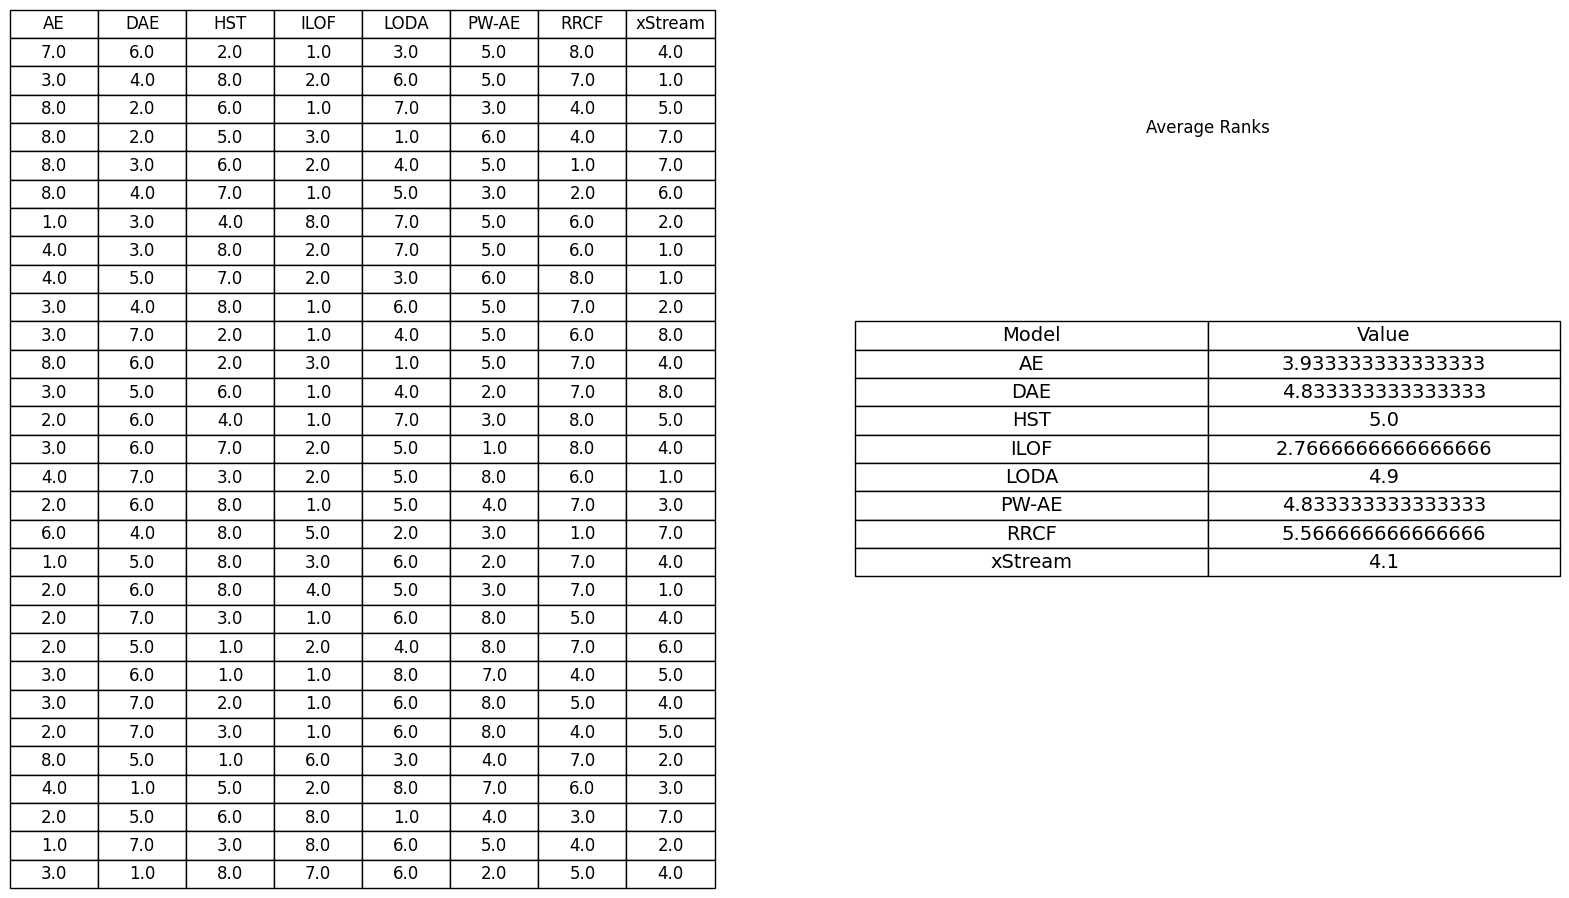 AE DAE HST ILOF LODA PW-AE RRCF xStream
7.0 6.0 2.0 1.0 3.0 5.0 8.0 4.0
3.0 4.0 8.0 2.0 6.0 5.0 7.0 1.0
8.0 2.0 6.0 1.0 7.0 3.0 4.0 5.0
8.0 2.0 5.0 3.0 1.0 6.0 4.0 7.0
8.0 3.0 6.0 2.0 4.0 5.0 1.0 7.0
8.0 4.0 7.0 1.0 5.0 3.0 2.0 6.0
1.0 3.0 4.0 8.0 7.0 5.0 6.0 2.0
4.0 3.0 8.0 2.0 7.0 5.0 6.0 1.0
4.0 5.0 7.0 2.0 3.0 6.0 8.0 1.0
3.0 4.0 8.0 1.0 6.0 5.0 7.0 2.0
3.0 7.0 2.0 1.0 4.0 5.0 6.0 8.0
8.0 6.0 2.0 3.0 1.0 5.0 7.0 4.0
3.0 5.0 6.0 1.0 4.0 2.0 7.0 8.0
2.0 6.0 4.0 1.0 7.0 3.0 8.0 5.0
3.0 6.0 7.0 2.0 5.0 1.0 8.0 4.0
4.0 7.0 3.0 2.0 5.0 8.0 6.0 1.0
2.0 6.0 8.0 1.0 5.0 4.0 7.0 3.0
6.0 4.0 8.0 5.0 2.0 3.0 1.0 7.0
1.0 5.0 8.0 3.0 6.0 2.0 7.0 4.0
2.0 6.0 8.0 4.0 5.0 3.0 7.0 1.0
2.0 7.0 3.0 1.0 6.0 8.0 5.0 4.0
2.0 5.0 1.0 2.0 4.0 8.0 7.0 6.0
3.0 6.0 1.0 1.0 8.0 7.0 4.0 5.0
3.0 7.0 2.0 1.0 6.0 8.0 5.0 4.0
2.0 7.0 3.0 1.0 6.0 8.0 4.0 5.0
8.0 5.0 1.0 6.0 3.0 4.0 7.0 2.0
4.0 1.0 5.0 2.0 8.0 7.0 6.0 3.0
2.0 5.0 6.0 8.0 1.0 4.0 3.0 7.0
1.0 7.0 3.0 8.0 6.0 5.0 4.0 2.0
3.0 1.0 8.0 7.0 6.0 2.0 5.0 4.0
Average Ranks
Model Value
AE 3.933333333333333
DAE 4.833333333333333
HST 5.0
ILOF 2.7666666666666666
LODA 4.9
PW-AE 4.833333333333333
RRCF 5.566666666666666
xStream 4.1